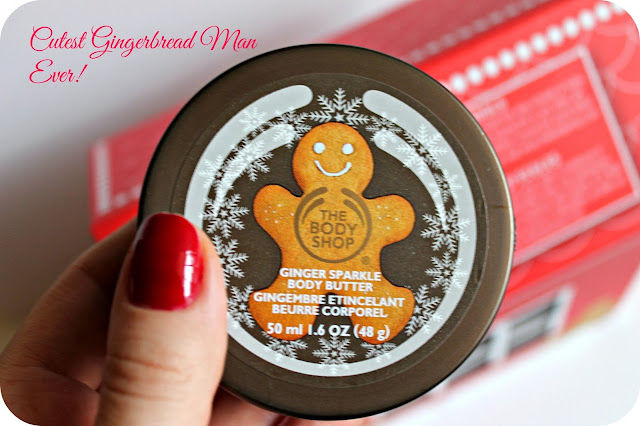 Cutest Gingerbread Man
Ever!
THE
BODY
SHOP
®
GINGER SPARKLE
BODY BUTTER
GINGEMBRE ETINCELANT
BEURRE CORPOREL
50 ml 1.6 OZ (48 g)